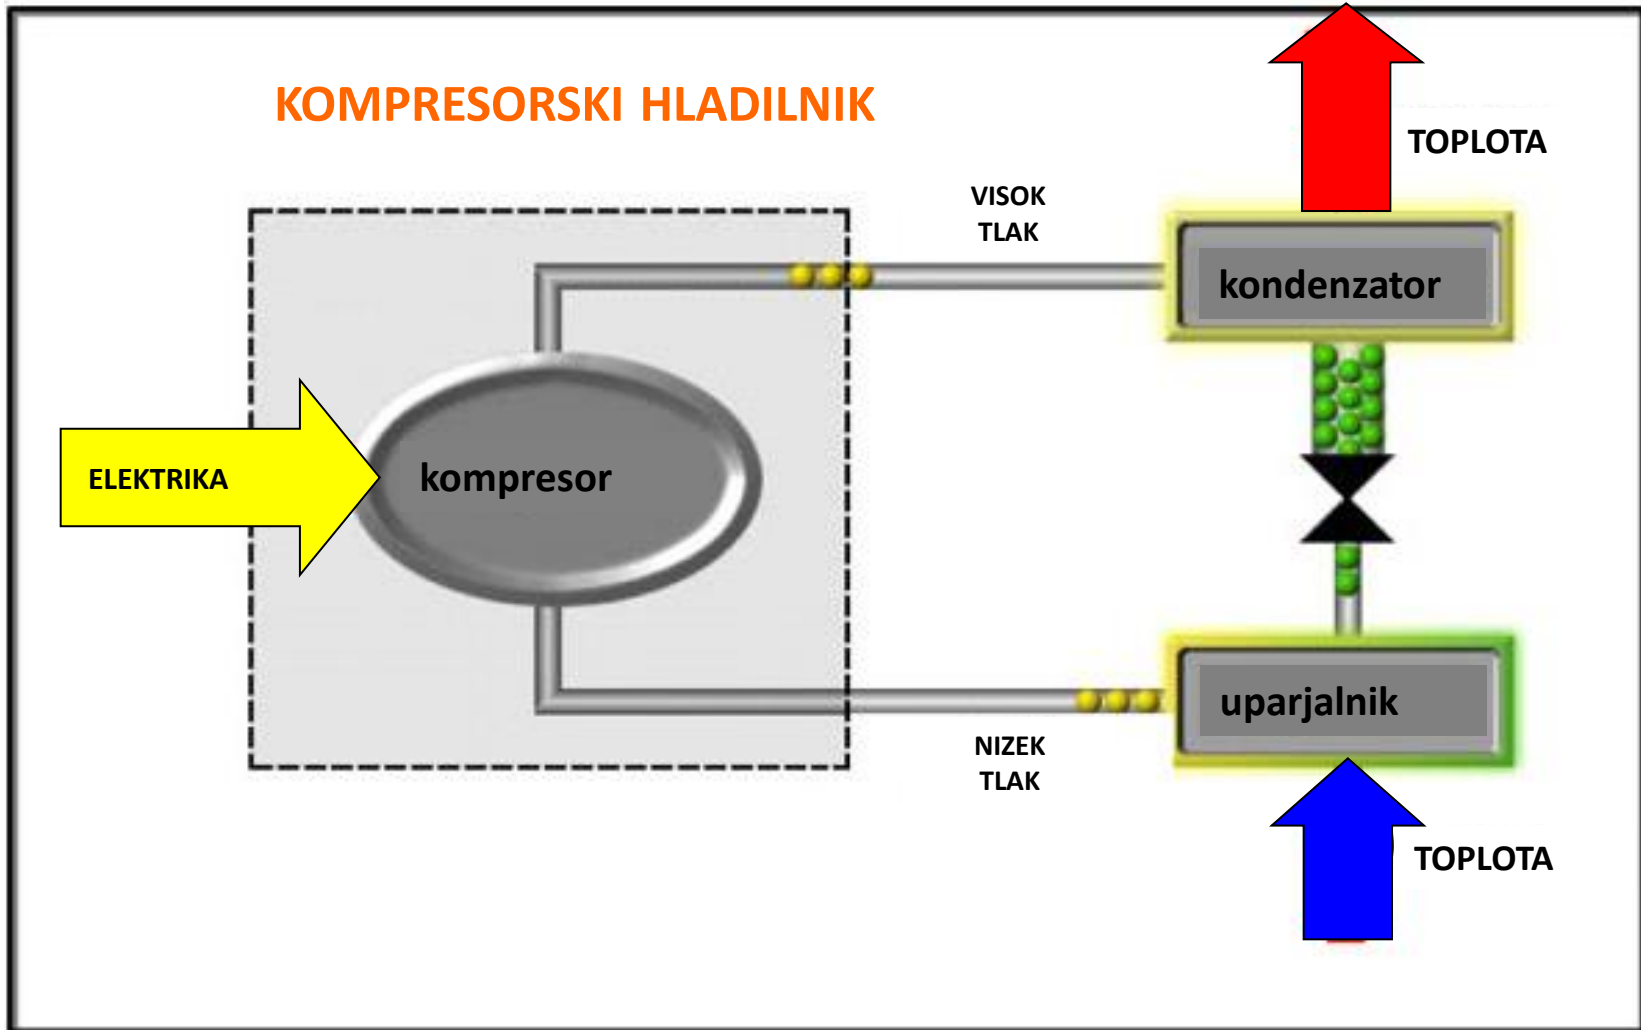 KOMPRESORSKI HLADILNIK
TOPLOTA
VISOK
TLAK
kondenzator
ELEKTRIKA
kompresor
uparjalnik
NIZEK
TLAK
TOPLOTA